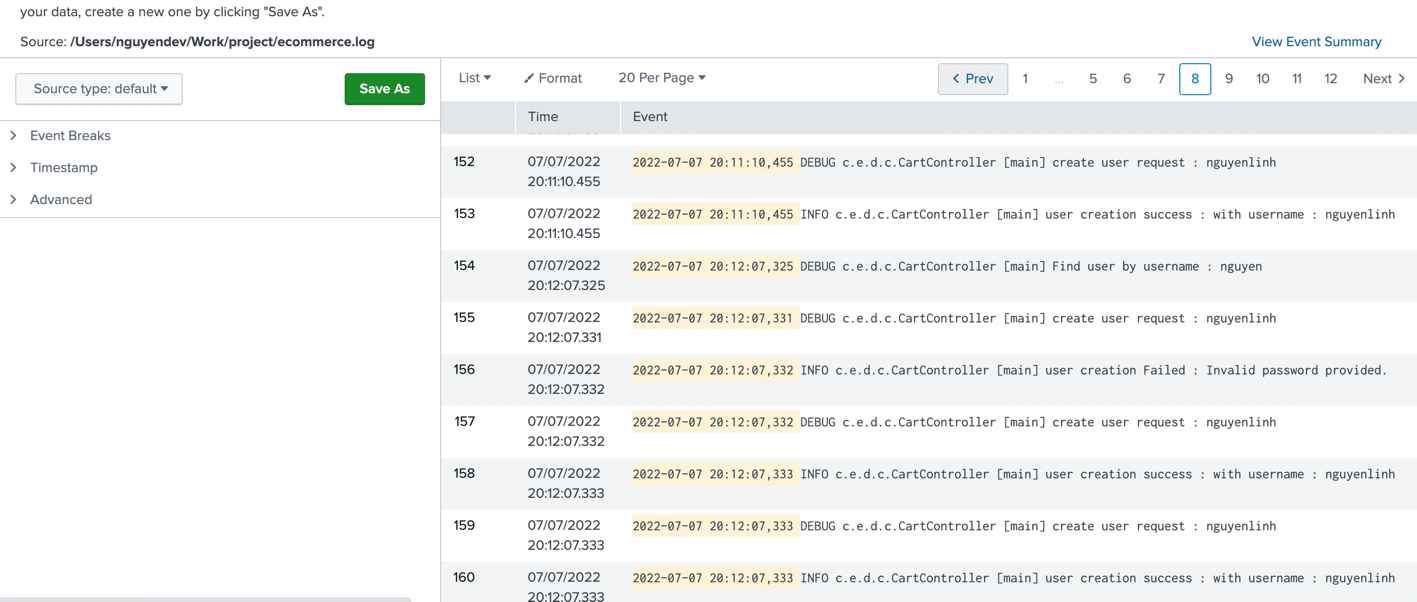 your data, create a new one by clicking "Save As".
Source: /Users/nguyendev/Work/project/ecommerce.log
View Event Summary
Source type: default
Save As
Event Breaks
Timestamp
Advanced
List Format 20 Per Page Prev 1 ... 5 6 7 8 9 10 11 12 Next
Time Event
152 07/07/2022 2022-07-07 20:11:10,455 DEBUG c.e.d.c.CartController [main] create user request : nguyenlinh
20:11:10.455
153 07/07/2022 2022-07-07 20:11:10,455 INFO c.e.d.c.CartController [main] user creation success : with username : nguyenlinh
20:11:10.455
154 07/07/2022 2022-07-07 20:12:07,325 DEBUG c.e.d.c.CartController [main] Find user by username : nguyen
20:12:07.325
155 07/07/2022 2022-07-07 20:12:07,331 DEBUG c.e.d.c.CartController [main] create user request : nguyenlinh
20:12:07.331
156 07/07/2022 2022-07-07 20:12:07,332 INFO c.e.d.c.CartController [main] user creation Failed : Invalid password provided.
20:12:07.332
157 07/07/2022 2022-07-07 20:12:07,332 DEBUG c.e.d.c.CartController [main] create user request : nguyenlinh
20:12:07.332
158 07/07/2022 2022-07-07 20:12:07,333 INFO c.e.d.c.CartController [main] user creation success : with username : nguyenlinh
20:12:07.333
159 07/07/2022 2022-07-07 20:12:07,333 DEBUG c.e.d.c.CartController [main] create user request : nguyenlinh
20:12:07.333
160 07/07/2022 2022-07-07 20:12:07,333 INFO c.e.d.c.CartController [main] user creation success : with username : nguyenlinh
20:12:07.333